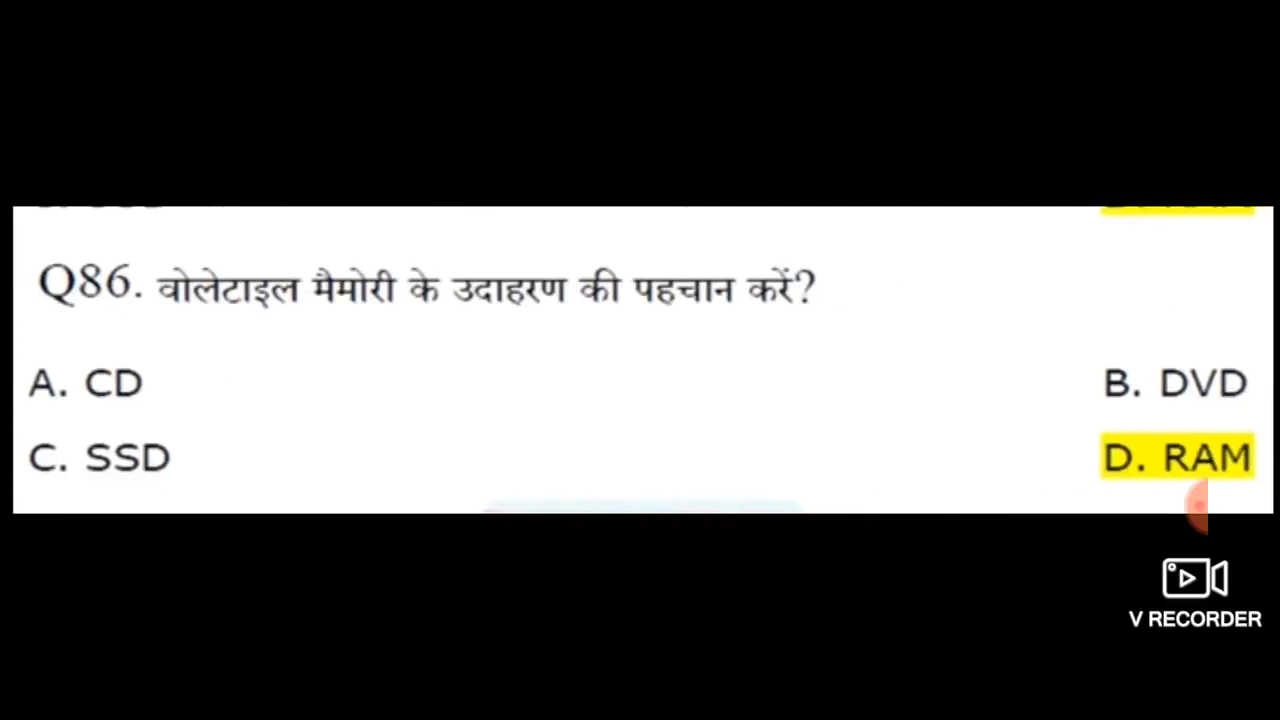 Q86. वोलेटाइल मैमोरी के उदाहरण की पहचान करें?
A. CD
B. DVD
C. SSD
D. RAM
V RECORDER